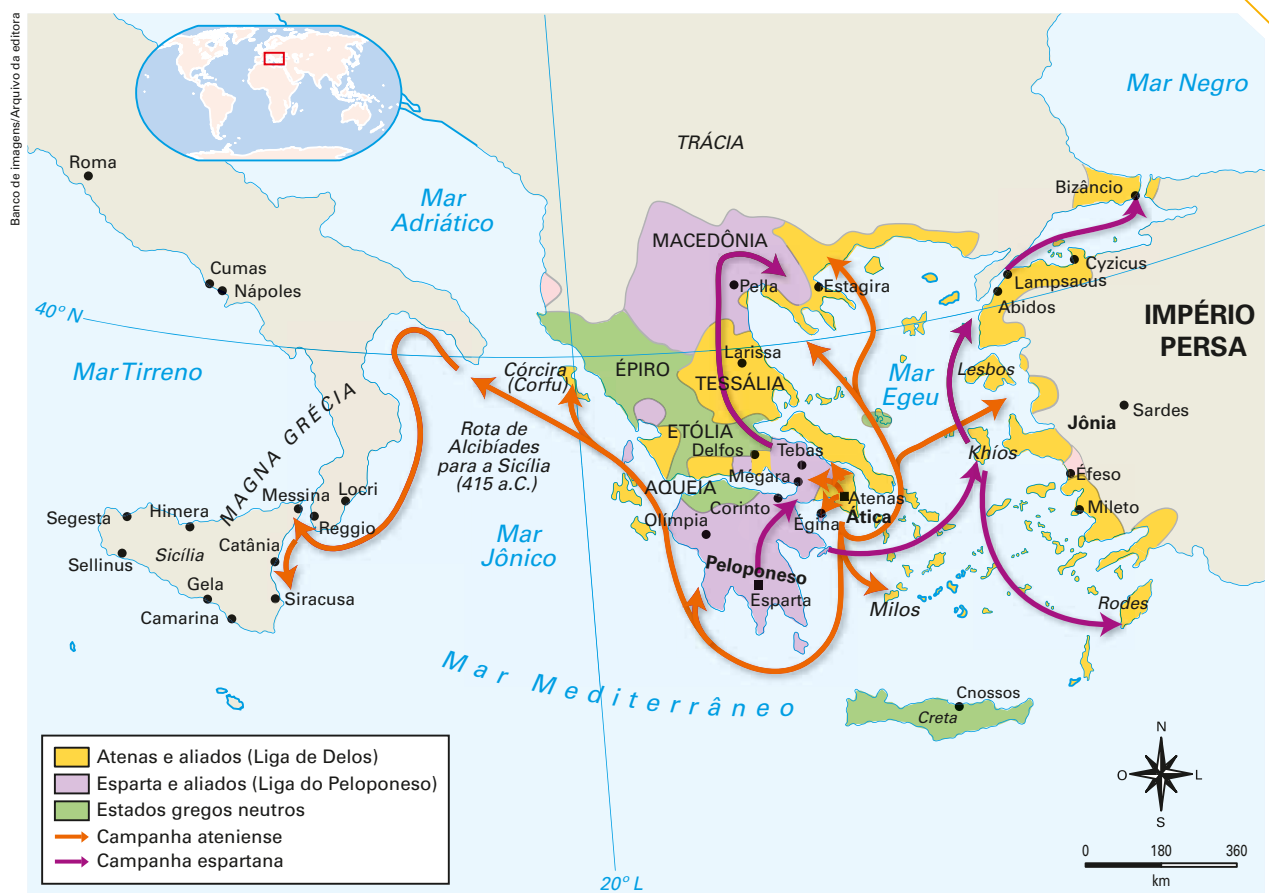 Banco de imagens/Arquivo da editora
Mar Negro
TRÁCIA
Roma
Bizâncio
Mar
Adriático
MACEDÔNIA
Cumas
Nápoles
Pella
Estagira
Cyzicus
Lampsacus
Abidos
40° N
IMPÉRIO
PERSA
Mar Tirreno
Córcira
(Corfu)
ÉPIRO
Larissa
TESSÁLIA
Mar
Egeu
Lesbos
Sardes
Jônia
MAGNA GRÉCIA
Rota de
Alcibíades
para a Sicília
(415 a.C.)
ETÓLIA
Delfos
Tebas
Khíos
Mégara
Éfeso
AQUEIA
Atenas
Ática
Corinto
Égina
Mileto
Messina
Locri
Reggio
Segesta
Himera
Catânia
Sicília
Sellinus
Gela
Siracusa
Camarina
Mar
Jônico
Olímpia
Peloponeso
Esparta
Milos
Rodes
Mar Mediterrâneo
Cnossos
Creta
Atenas e aliados (Liga de Delos)
Esparta e aliados (Liga do Peloponeso)
Estados gregos neutros
Campanha ateniense
Campanha espartana
20° L
N
O
L
S
0 180 360
km